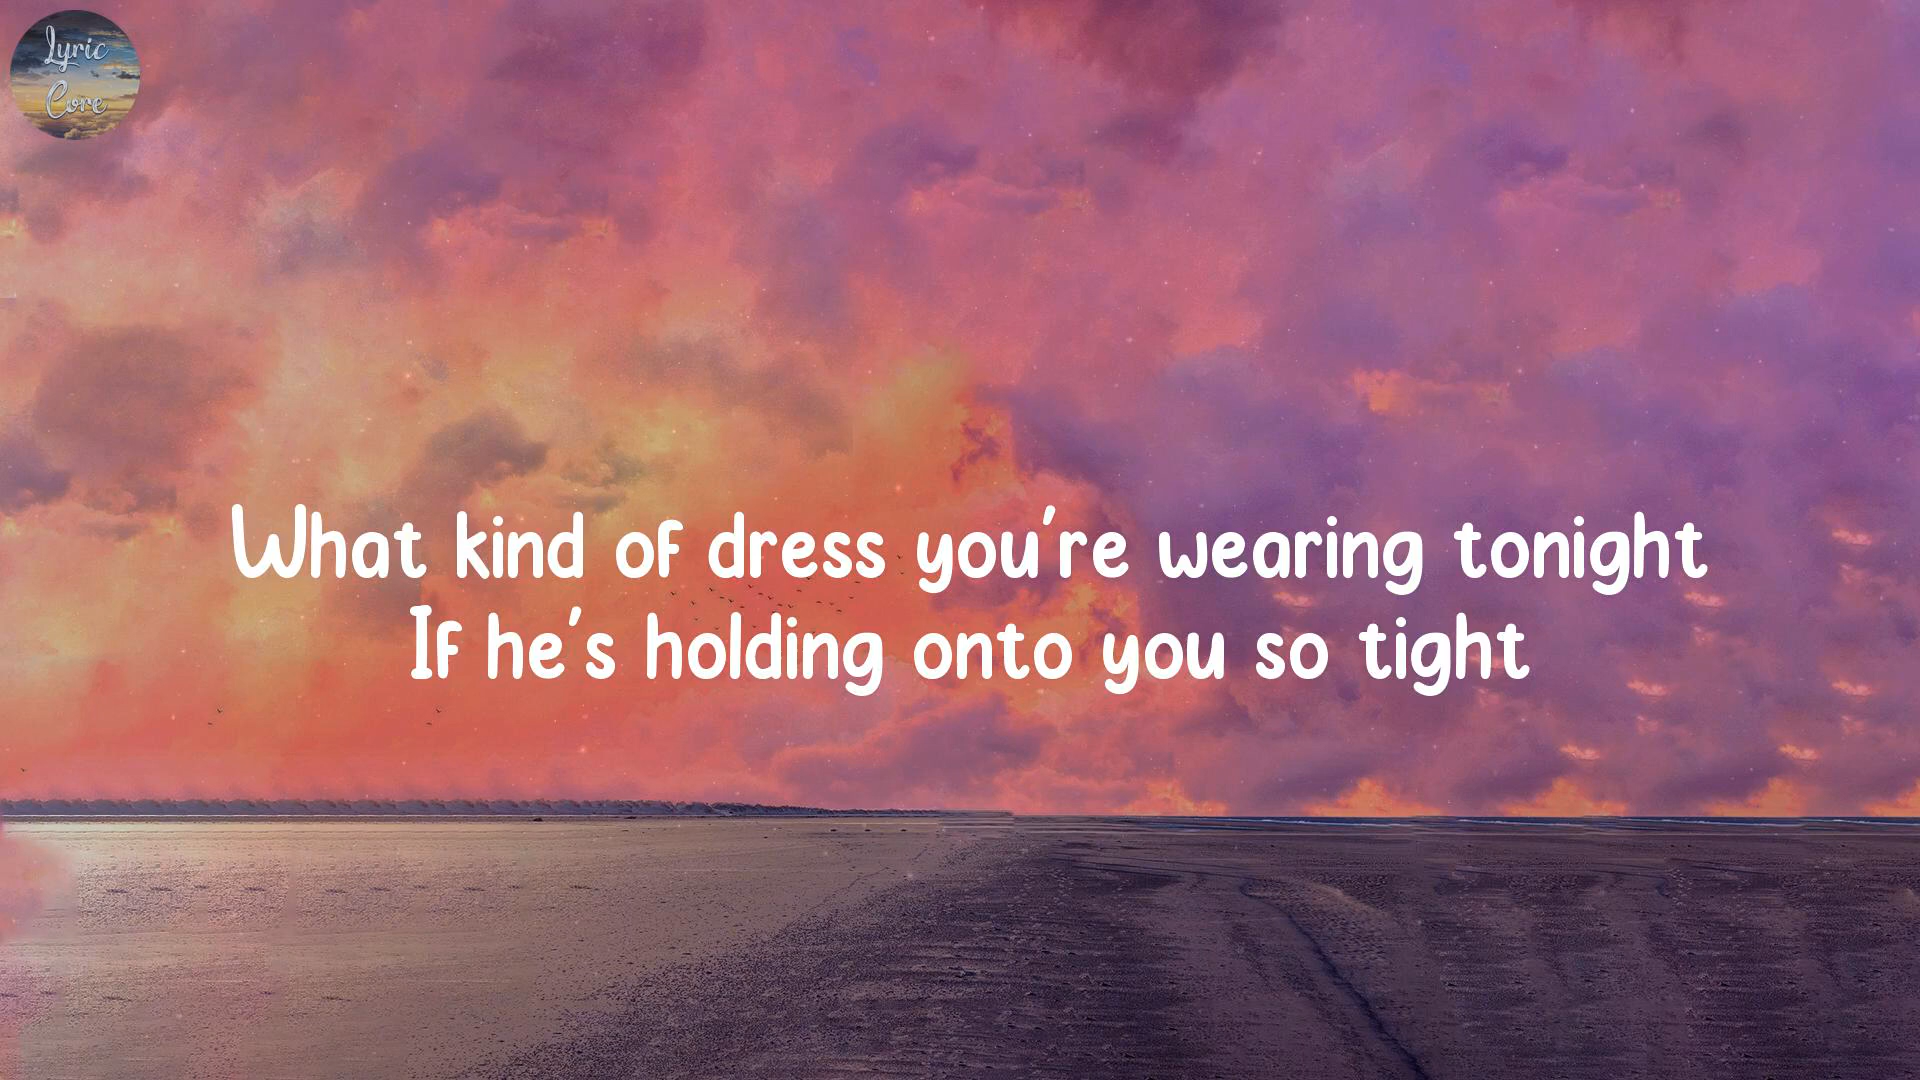 Lyric
Core
What kind of dress you're wearing tonight
If he's holding onto you so tight